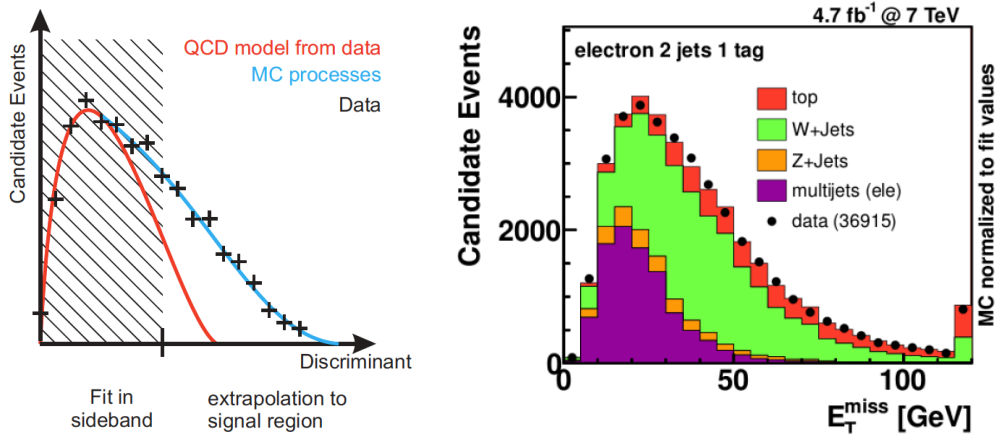 Candidate Events
QCD model from data
MC processes
Data
Discriminant
Fit in
sideband
extrapolation to
signal region
4.7 fb⁻¹ @ 7 TeV
Candidate Events
electron 2 jets 1 tag
top
W+Jets
Z+Jets
multijets (ele)
data (36915)
4000
2000
0
0
50
100
E_T^miss [GeV]
MC normalized to fit values